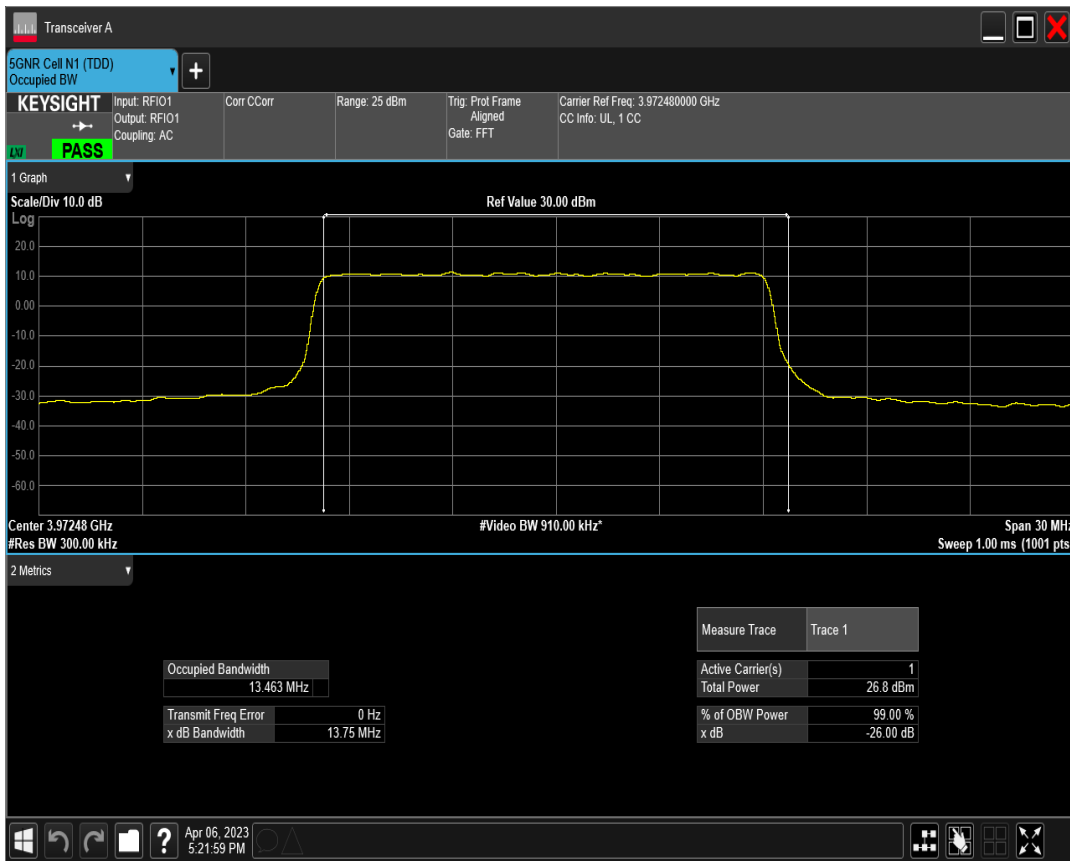 Transceiver A
5GNR Cell N1 (TDD)
Occupied BW
+
KEYSIGHT
LXI
PASS
Input: RFIO1
Output: RFIO1
Coupling: AC
Corr CCorr
Range: 25 dBm
Trig: Prot Frame
Aligned
Gate: FFT
Carrier Ref Freq: 3.972480000 GHz
CC Info: UL, 1 CC
1 Graph
Scale/Div 10.0 dB
Ref Value 30.00 dBm
Log
20.0
10.0
0.00
-10.0
-20.0
-30.0
-40.0
-50.0
-60.0
Center 3.97248 GHz
#Video BW 910.00 kHz*
Span 30 MHz
#Res BW 300.00 kHz
Sweep 1.00 ms (1001 pts
2 Metrics
Measure Trace Trace 1
Occupied Bandwidth
13.463 MHz
Active Carrier(s) 1
Total Power 26.8 dBm
Transmit Freq Error 0 Hz
x dB Bandwidth 13.75 MHz
% of OBW Power 99.00 %
x dB -26.00 dB
?
Apr 06, 2023
5:21:59 PM